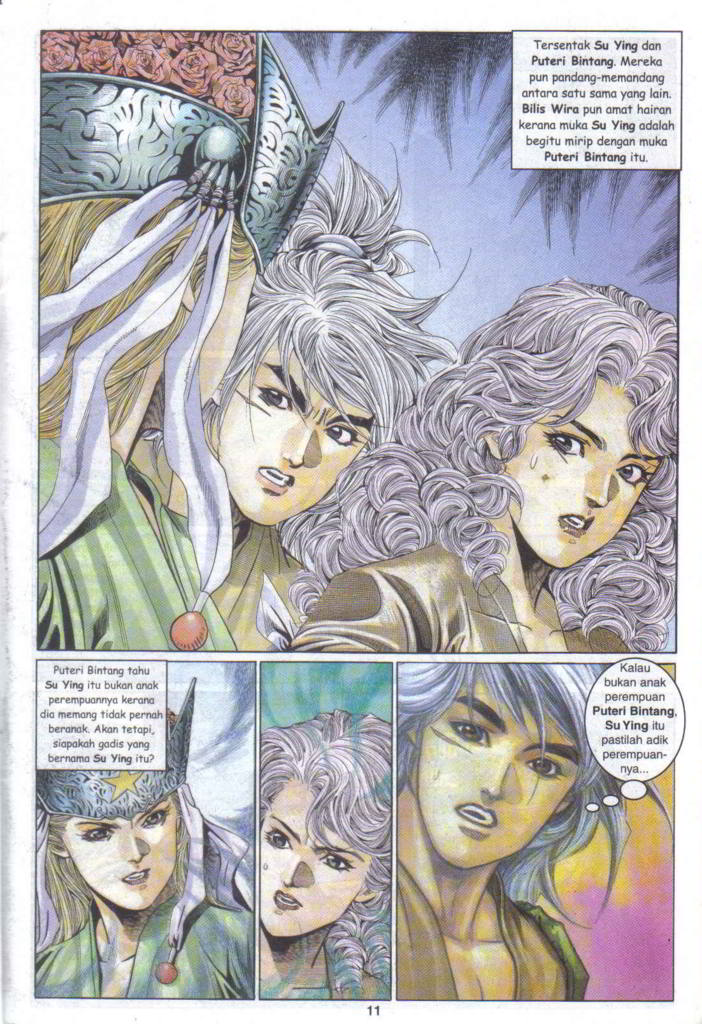 Tersentak Su Ying dan
Puteri Bintang. Mereka
pun pandang-memandang
antara satu sama yang lain.
Bilis Wira pun amat hairan
kerana muka Su Ying adalah
begitu mirip dengan muka
Puteri Bintang itu.
Puteri Bintang tahu
Su Ying itu bukan anak
perempuannya kerana
dia memang tidak pernah
beranak. Akan tetapi,
siapakah gadis yang
bernama Su Ying itu?
Kalau
bukan anak
perempuan
Puteri Bintang,
Su Ying itu
pastilah adik
perempuan-
nya...
11